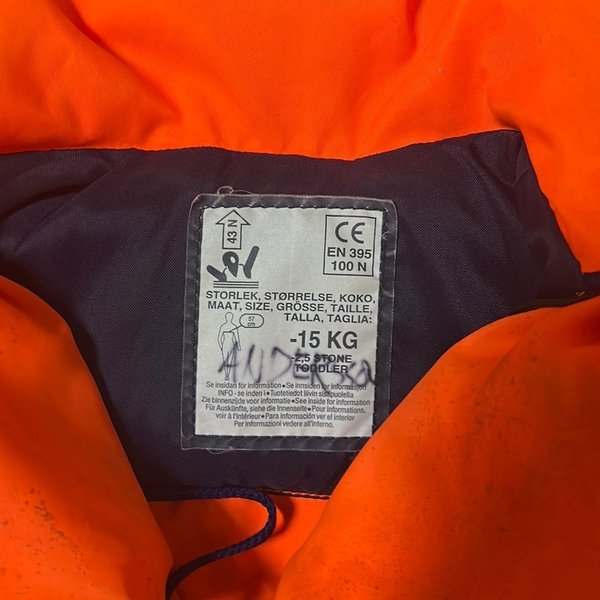 43 N
CE
EN 395
100 N
STORLEK, STØRRELSE, KOKO,
MAAT, SIZE, GRÖSSE, TAILLE,
TALLA, TAGLIA:
57
cm
-15 KG
2,5 STONE
TODDLER
Se insidan för information • Se innsiden for informasjon
INFO - se inden i • Tuotetiedot liivin sisäpuolella
Zie binnenzijde voor informatie • See inside for information
Für Auskünfte, siehe die Innenseite • Pour information,
voir à l'intérieur • Para información ver el interior
Per informazioni vedere all'interno.